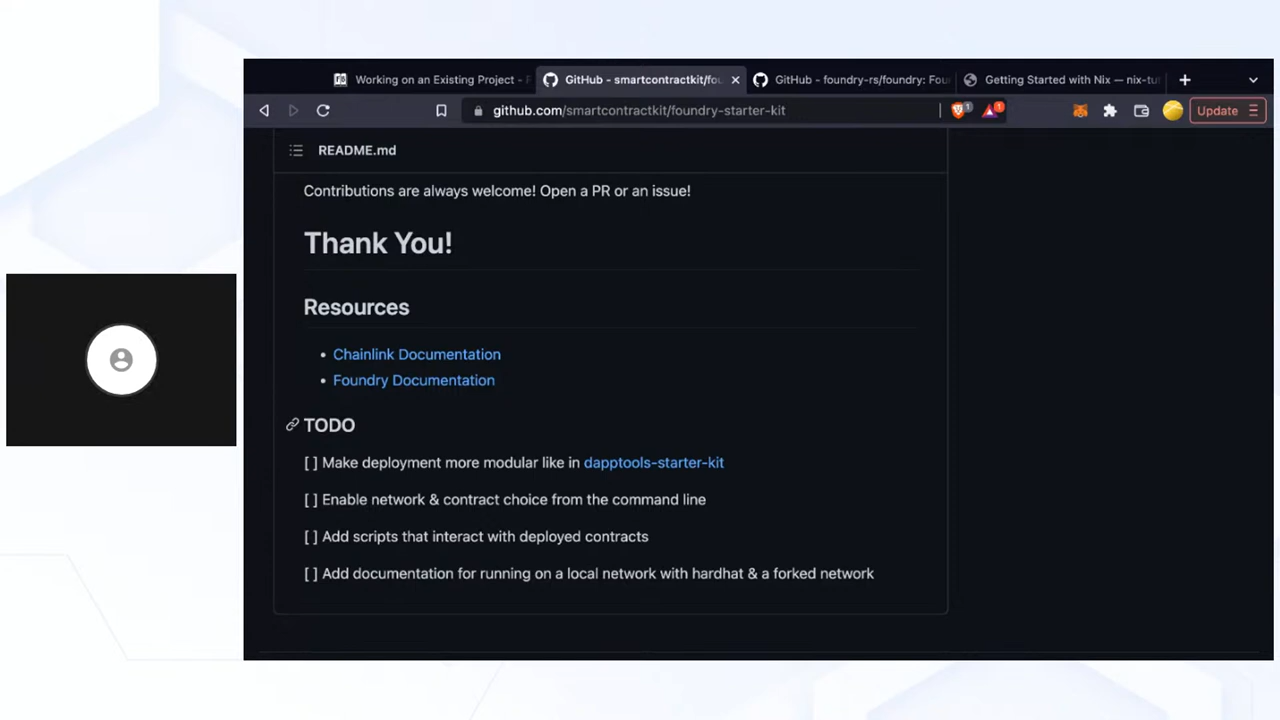 Working on an Existing Project - F
GitHub - smartcontractkit/fou
GitHub - foundry-rs/foundry: Fou
Getting Started with Nix — nix-tu
github.com/smartcontractkit/foundry-starter-kit
1
1
Update
README.md
Contributions are always welcome! Open a PR or an issue!
Thank You!
Resources
• Chainlink Documentation
• Foundry Documentation
TODO
[ ] Make deployment more modular like in dapptools-starter-kit
[ ] Enable network & contract choice from the command line
[ ] Add scripts that interact with deployed contracts
[ ] Add documentation for running on a local network with hardhat & a forked network